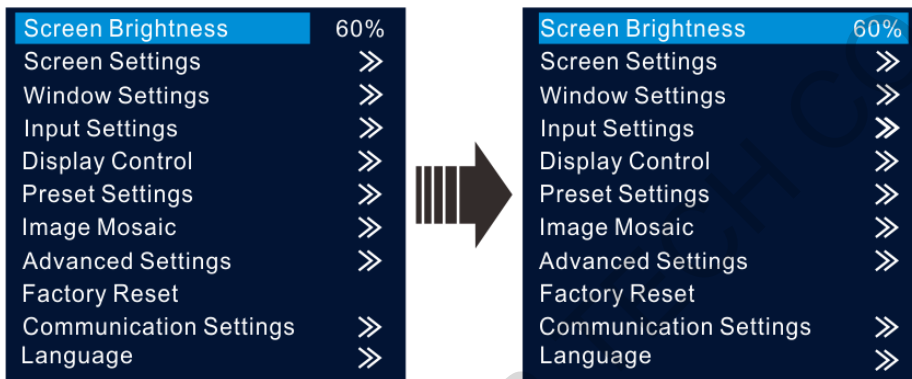 Screen Brightness 60%
Screen Settings
Window Settings
Input Settings
Display Control
Preset Settings
Image Mosaic
Advanced Settings
Factory Reset
Communication Settings
Language
Screen Brightness 60%
Screen Settings
Window Settings
Input Settings
Display Control
Preset Settings
Image Mosaic
Advanced Settings
Factory Reset
Communication Settings
Language
TECH CO